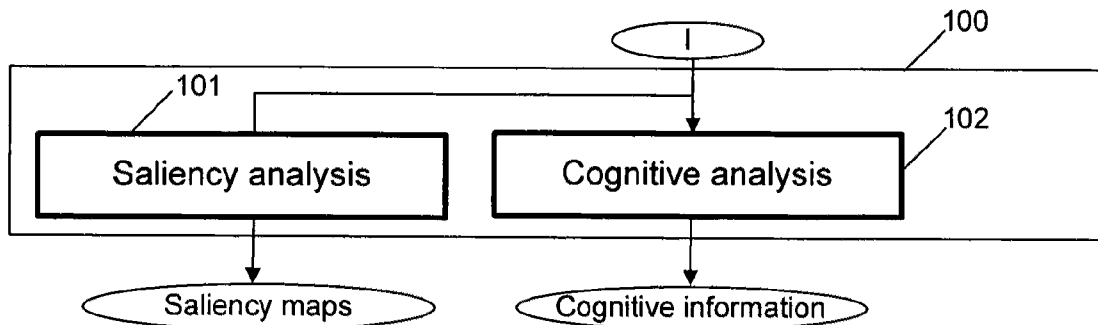 I
100
101
102
Saliency analysis
Cognitive analysis
Saliency maps
Cognitive information